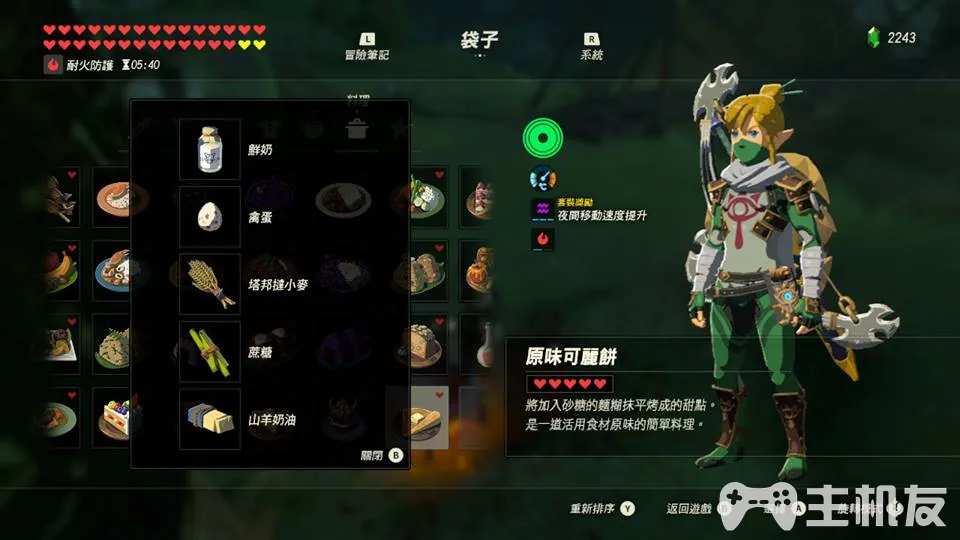 L
冒險筆記
袋子
R
系統
2243
耐火防護 05:40
料理
鮮奶
禽蛋
塔邦撻小麥
蔗糖
山羊奶油
關閉 B
套裝獎勵
夜間移動速度提升
原味可麗餅
將加入砂糖的麵糊抹平烤成的甜點。
是一道活用食材原味的簡單料理。
重新排序 Y
返回遊戲
選擇 A
主机友